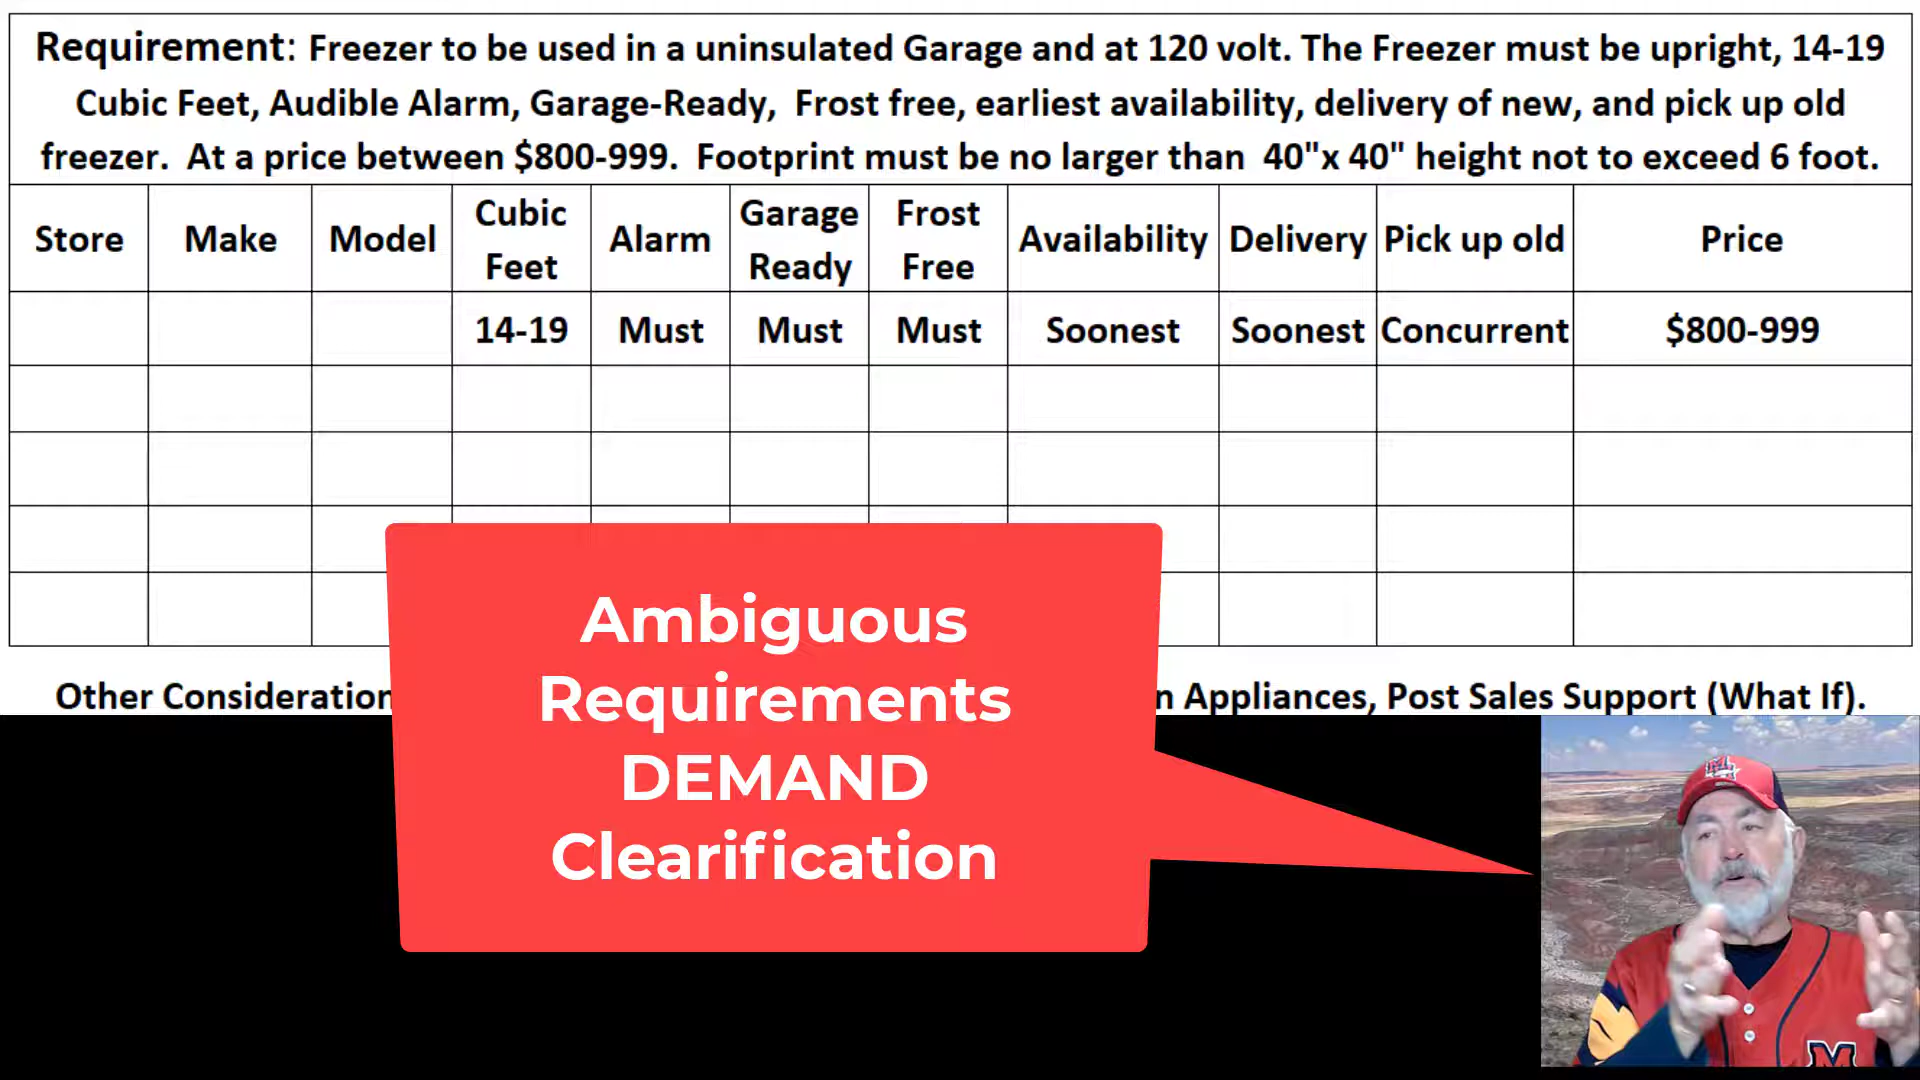 Requirement: Freezer to be used in a uninsulated Garage and at 120 volt. The Freezer must be upright, 14-19
Cubic Feet, Audible Alarm, Garage-Ready, Frost free, earliest availability, delivery of new, and pick up old
freezer. At a price between $800-999. Footprint must be no larger than 40"x 40" height not to exceed 6 foot.
Store Make Model Cubic Feet Alarm Garage Ready Frost Free Availability Delivery Pick up old Price
14-19 Must Must Must Soonest Soonest Concurrent $800-999
Ambiguous
Requirements
DEMAND
Clearification
Other Consideration n Appliances, Post Sales Support (What If).
M
M